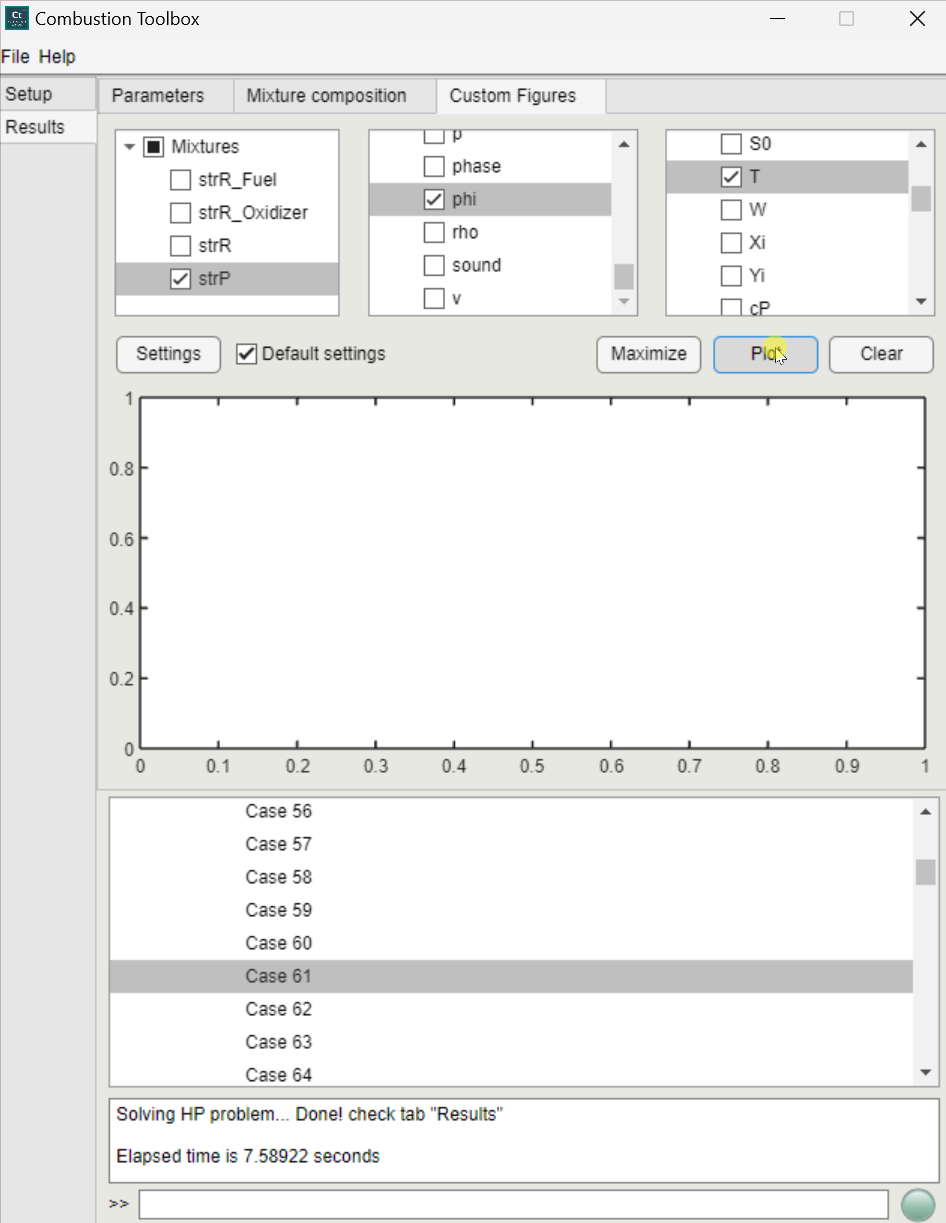 Ct
Combustion Toolbox
File Help
Setup
Results
Parameters
Mixture composition
Custom Figures
Mixtures
strR_Fuel
strR_Oxidizer
strR
strP
p
phase
phi
rho
sound
v
S0
T
W
Xi
Yi
cP
Settings
Default settings
Maximize
Plot
Clear
1
0.8
0.6
0.4
0.2
0
0 0.1 0.2 0.3 0.4 0.5 0.6 0.7 0.8 0.9 1
Case 56
Case 57
Case 58
Case 59
Case 60
Case 61
Case 62
Case 63
Case 64
Solving HP problem... Done! check tab "Results"
Elapsed time is 7.58922 seconds
>>